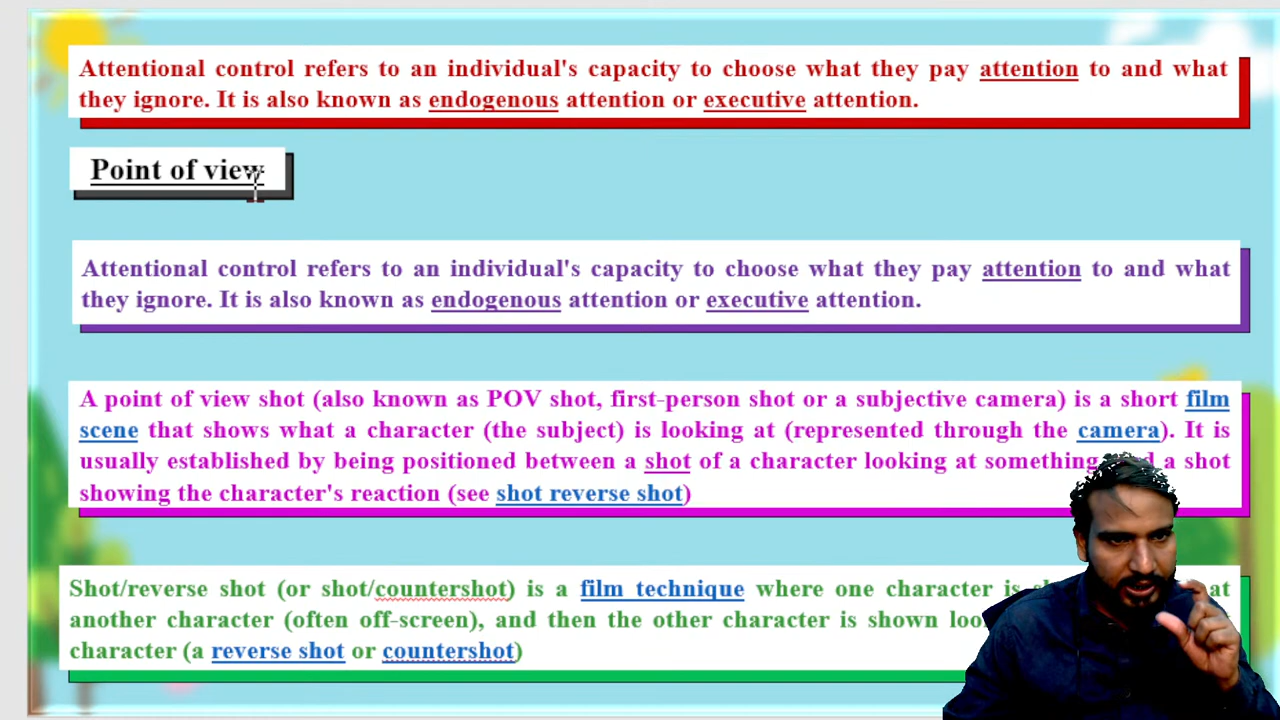 Attentional control refers to an individual's capacity to choose what they pay attention to and what
they ignore. It is also known as endogenous attention or executive attention.
Point of view
Attentional control refers to an individual's capacity to choose what they pay attention to and what
they ignore. It is also known as endogenous attention or executive attention.
A point of view shot (also known as POV shot, first-person shot or a subjective camera) is a short film
scene that shows what a character (the subject) is looking at (represented through the camera). It is
usually established by being positioned between a shot of a character looking at something a shot
showing the character's reaction (see shot reverse shot)
Shot/reverse shot (or shot/countershot) is a film technique where one character is at
another character (often off-screen), and then the other character is shown
character (a reverse shot or countershot)